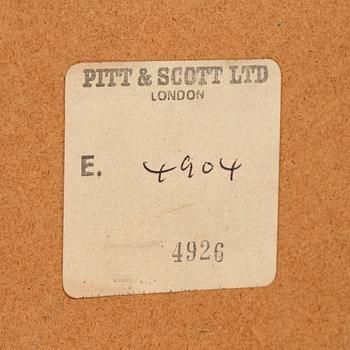 PITT & SCOTT LTD
LONDON
E. 4904
4926